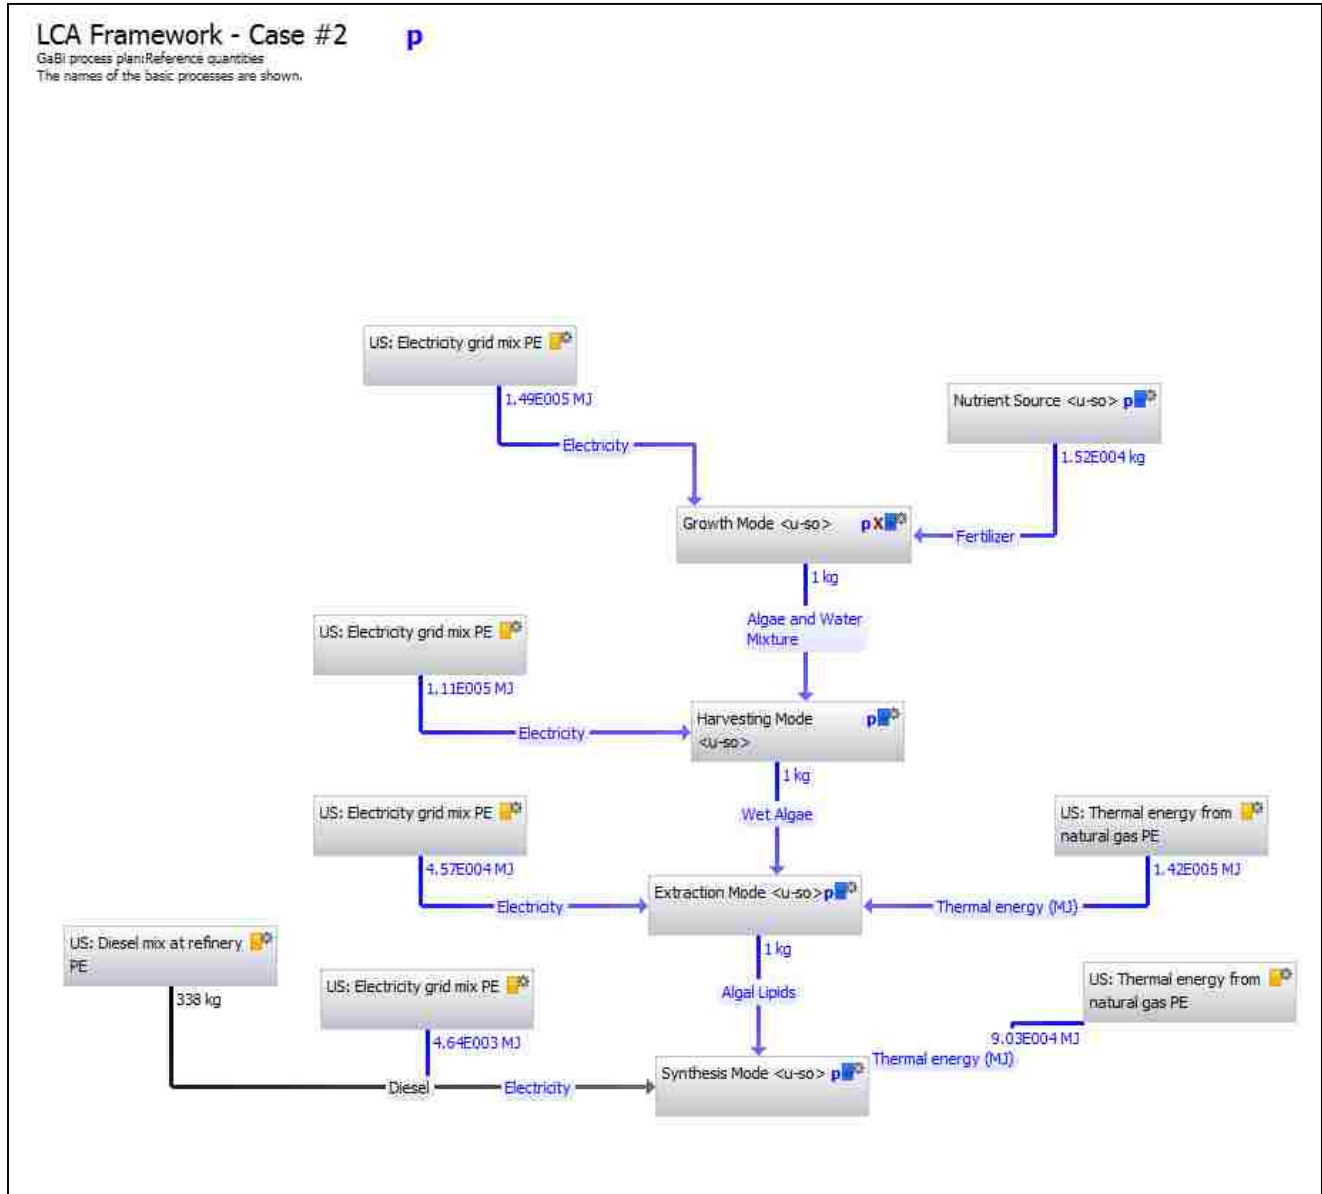 LCA Framework - Case #2 p
GaBi process plan:Reference quantities
The names of the basic processes are shown.
US: Electricity grid mix PE
1.49E005 MJ
Electricity
Nutrient Source <u-so> p
1.52E004 kg
Fertilizer
Growth Mode <u-so> p X
1 kg
Algae and Water
Mixture
US: Electricity grid mix PE
1.11E005 MJ
Electricity
Harvesting Mode p
<u-so>
1 kg
Wet Algae
US: Electricity grid mix PE
4.57E004 MJ
Electricity
US: Thermal energy from
natural gas PE
1.42E005 MJ
Thermal energy (MJ)
Extraction Mode <u-so> p
1 kg
Algal Lipids
US: Diesel mix at refinery
PE
338 kg
Diesel
US: Electricity grid mix PE
4.64E003 MJ
Electricity
US: Thermal energy from
natural gas PE
9.03E004 MJ
Thermal energy (MJ)
Synthesis Mode <u-so> p